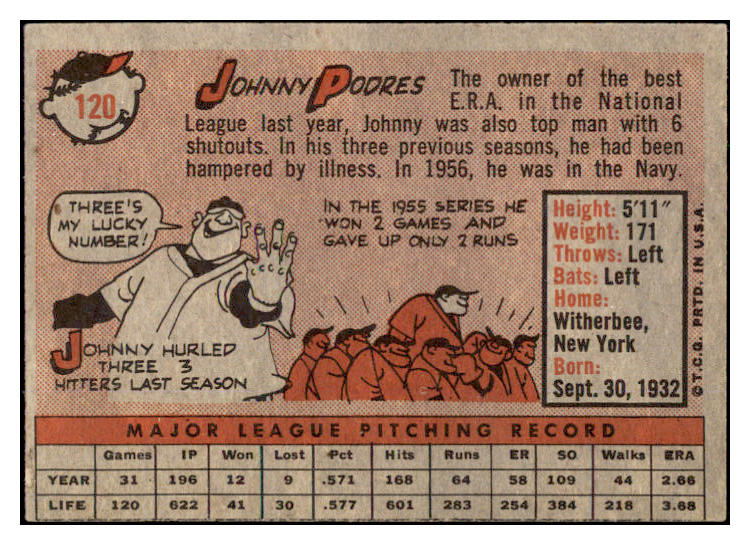 120
JOHNNY PODRES
The owner of the best
E.R.A. in the National
League last year, Johnny was also top man with 6
shutouts. In his three previous seasons, he had been
hampered by illness. In 1956, he was in the Navy.
THREE'S
MY LUCKY
NUMBER!
IN THE 1955 SERIES HE
WON 2 GAMES AND
GAVE UP ONLY 2 RUNS
JOHNNY HURLED
THREE 3
HITTERS LAST SEASON
Height: 5'11"
Weight: 171
Throws: Left
Bats: Left
Home:
Witherbee,
New York
Born:
Sept. 30, 1932
©T.C.G. PRTD. IN U.S.A.
MAJOR LEAGUE PITCHING RECORD
Games IP Won Lost Pct Hits Runs ER SO Walks ERA
YEAR 31 196 12 9 .571 168 64 58 109 44 2.66
LIFE 120 622 41 30 .577 601 283 254 384 218 3.68